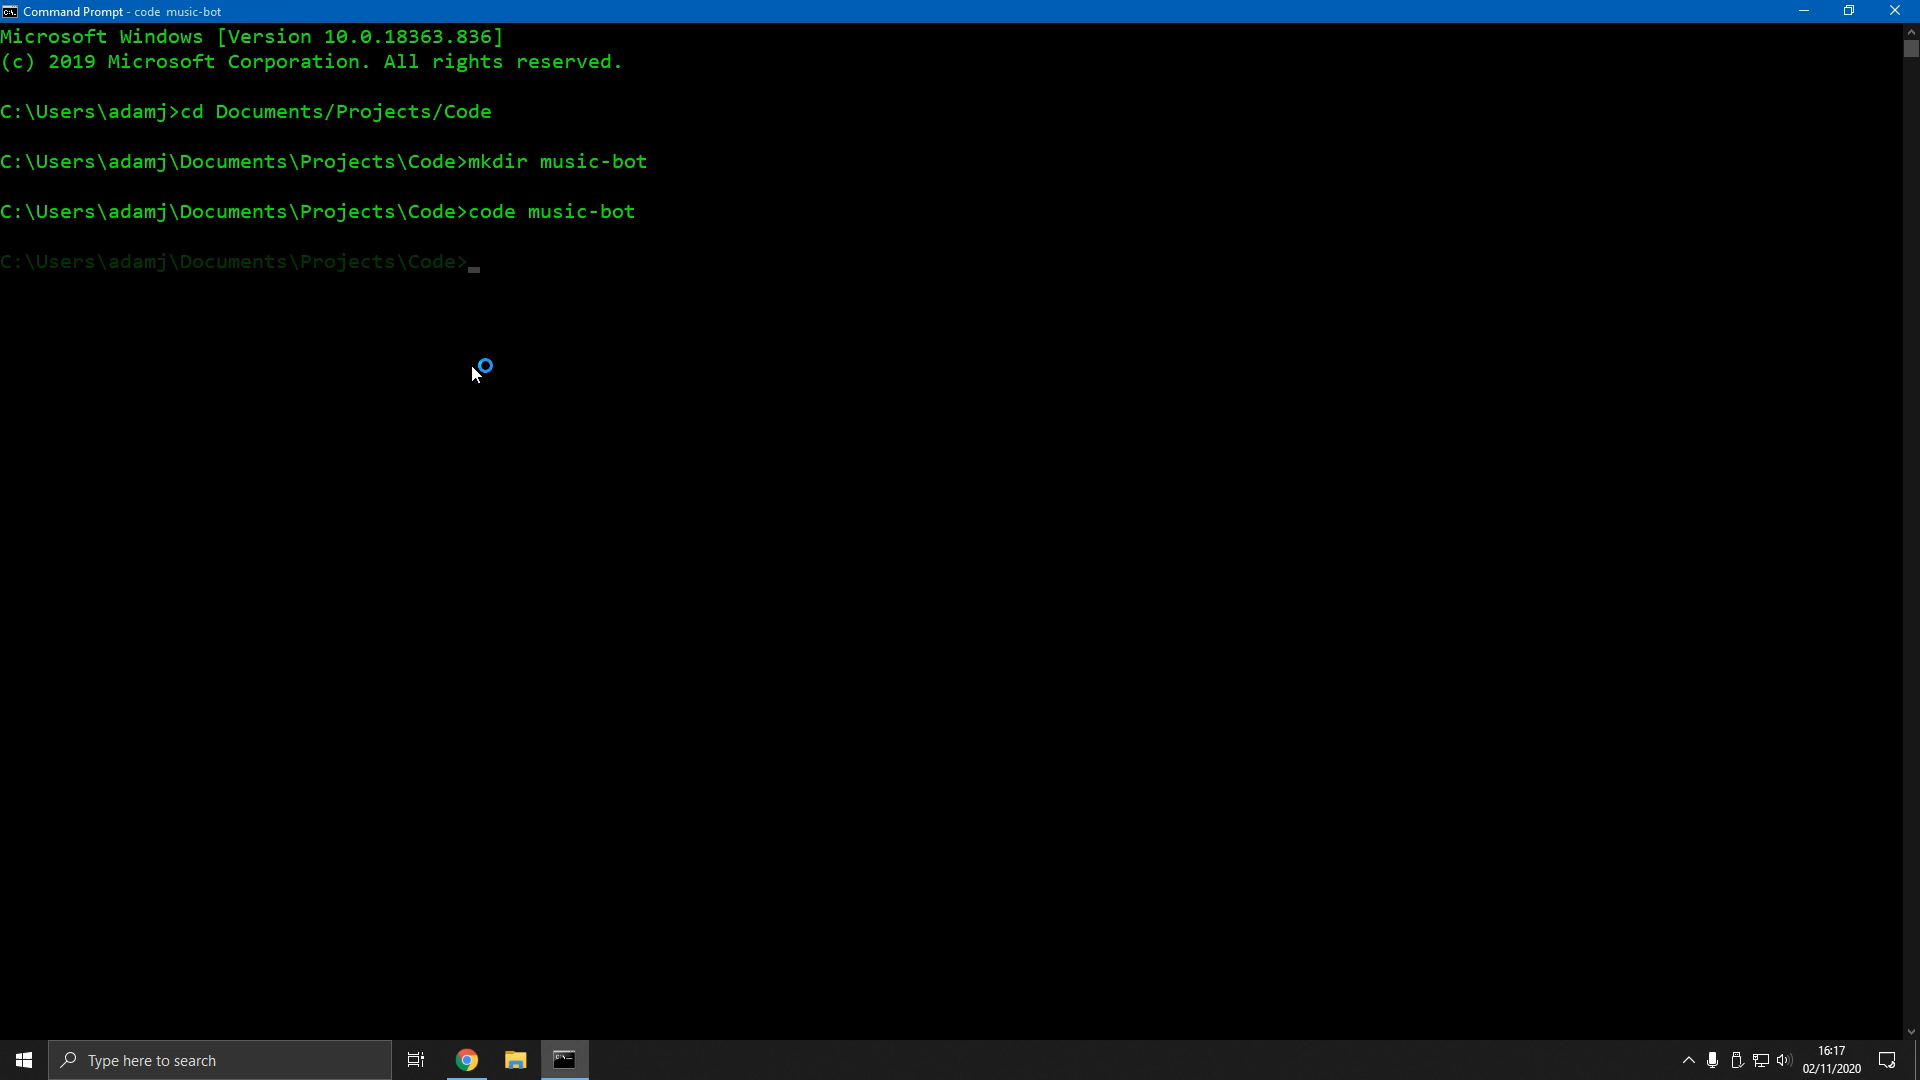 Command Prompt - code  music-bot
Microsoft Windows [Version 10.0.18363.836]
(c) 2019 Microsoft Corporation. All rights reserved.
C:\Users\adamj>cd Documents/Projects/Code
C:\Users\adamj\Documents\Projects\Code>mkdir music-bot
C:\Users\adamj\Documents\Projects\Code>code music-bot
C:\Users\adamj\Documents\Projects\Code>
Type here to search
16:17
02/11/2020